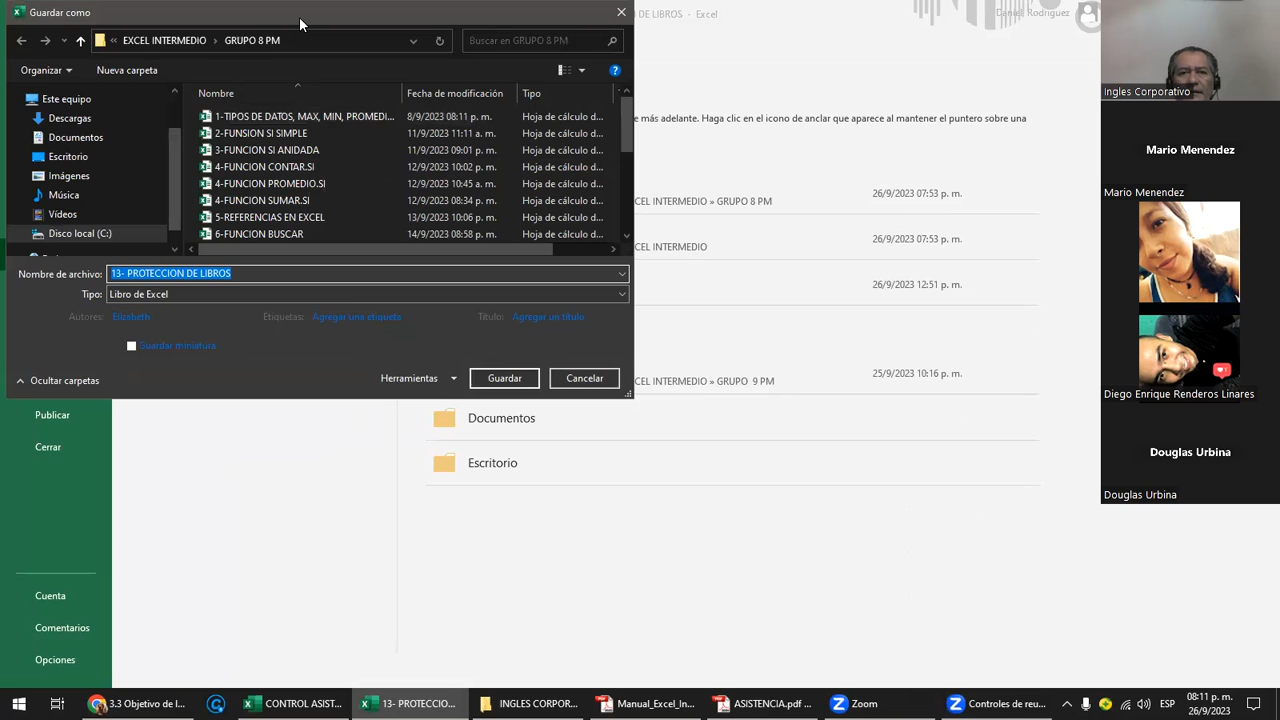 Guardar como
DE LIBROS - Excel
Daniel Rodriguez
EXCEL INTERMEDIO
GRUPO 8 PM
Buscar en GRUPO 8 PM
Organizar
Nueva carpeta
Nombre
Fecha de modificación
Tipo
Este equipo
Descargas
Documentos
Escritorio
Imágenes
Música
Vídeos
Disco local (C:)
1-TIPOS DE DATOS, MAX, MIN, PROMEDI... 8/9/2023 08:11 p. m. Hoja de cálculo d...
2-FUNSION SI SIMPLE 11/9/2023 11:11 a. m. Hoja de cálculo d...
3-FUNCION SI ANIDADA 11/9/2023 09:01 p. m. Hoja de cálculo d...
4-FUNCION CONTAR.SI 12/9/2023 10:02 p. m. Hoja de cálculo d...
4-FUNCION PROMEDIO.SI 12/9/2023 10:45 a. m. Hoja de cálculo d...
4-FUNCION SUMAR.SI 12/9/2023 08:34 p. m. Hoja de cálculo d...
5-REFERENCIAS EN EXCEL 13/9/2023 10:06 p. m. Hoja de cálculo d...
6-FUNCION BUSCAR 14/9/2023 08:58 p. m. Hoja de cálculo d...
Nombre de archivo: 13- PROTECCION DE LIBROS
Tipo: Libro de Excel
Autores: Elizabeth
Etiquetas: Agregar una etiqueta
Título: Agregar un título
Guardar miniatura
Ocultar carpetas
Herramientas
Guardar
Cancelar
e más adelante. Haga clic en el icono de anclar que aparece al mantener el puntero sobre una
26/9/2023 07:53 p. m.
CEL INTERMEDIO » GRUPO 8 PM
26/9/2023 07:53 p. m.
CEL INTERMEDIO
26/9/2023 12:51 p. m.
25/9/2023 10:16 p. m.
CEL INTERMEDIO » GRUPO 9 PM
Documentos
Escritorio
Publicar
Cerrar
Cuenta
Comentarios
Opciones
Ingles Corporativo
Mario Menendez
Mario Menendez
1
Diego Enrique Renderos Linares
Douglas Urbina
Douglas Urbina
3.3 Objetivo de l...
CONTROL ASIST...
13- PROTECCIO...
INGLES CORPOR...
Manual_Excel_In...
ASISTENCIA.pdf ...
Zoom
Controles de reu...
ESP
08:11 p. m.
26/9/2023